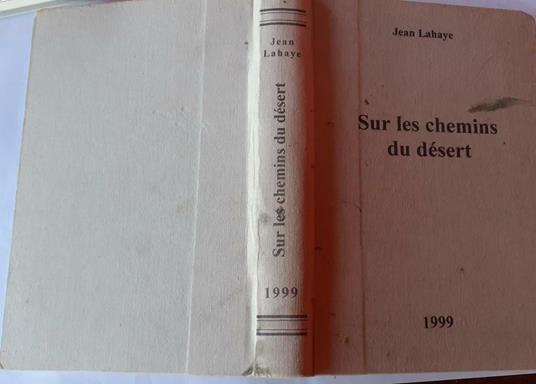 Jean
Lahaye
Sur les chemins du désert
1999
Jean Lahaye
Sur les chemins
du désert
1999